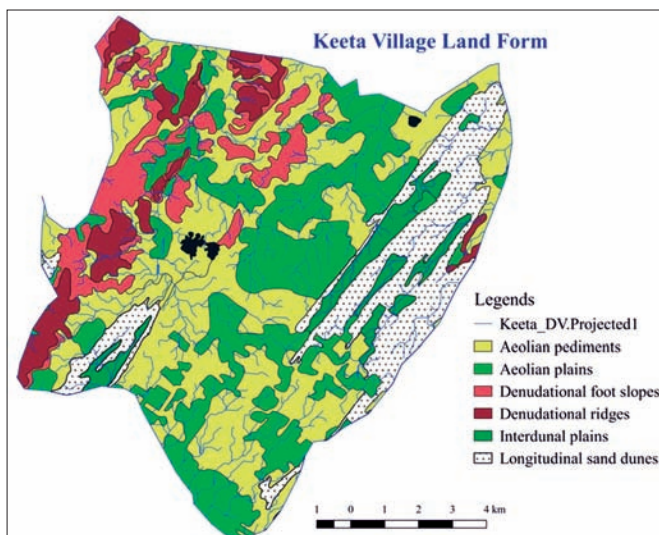 Keeta Village Land Form
Legends
Keeta_DV.Projected1
Aeolian pediments
Aeolian plains
Denudational foot slopes
Denudational ridges
Interdunal plains
Longitudinal sand dunes
1 0 1 2 3 4 km